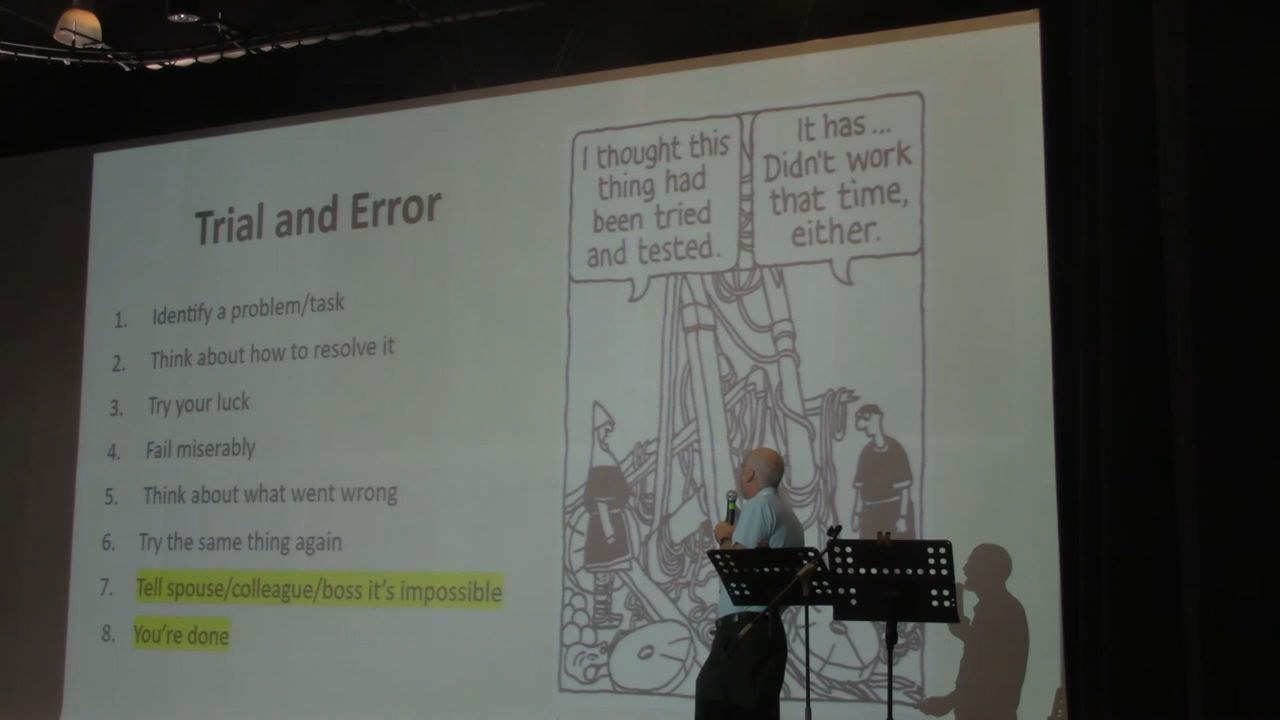 Trial and Error
1. Identify a problem/task
2. Think about how to resolve it
3. Try your luck
4. Fail miserably
5. Think about what went wrong
6. Try the same thing again
7. Tell spouse/colleague/boss it's impossible
8. You're done
I thought this
thing had
been tried
and tested.
It has ...
Didn't work
that time,
either.